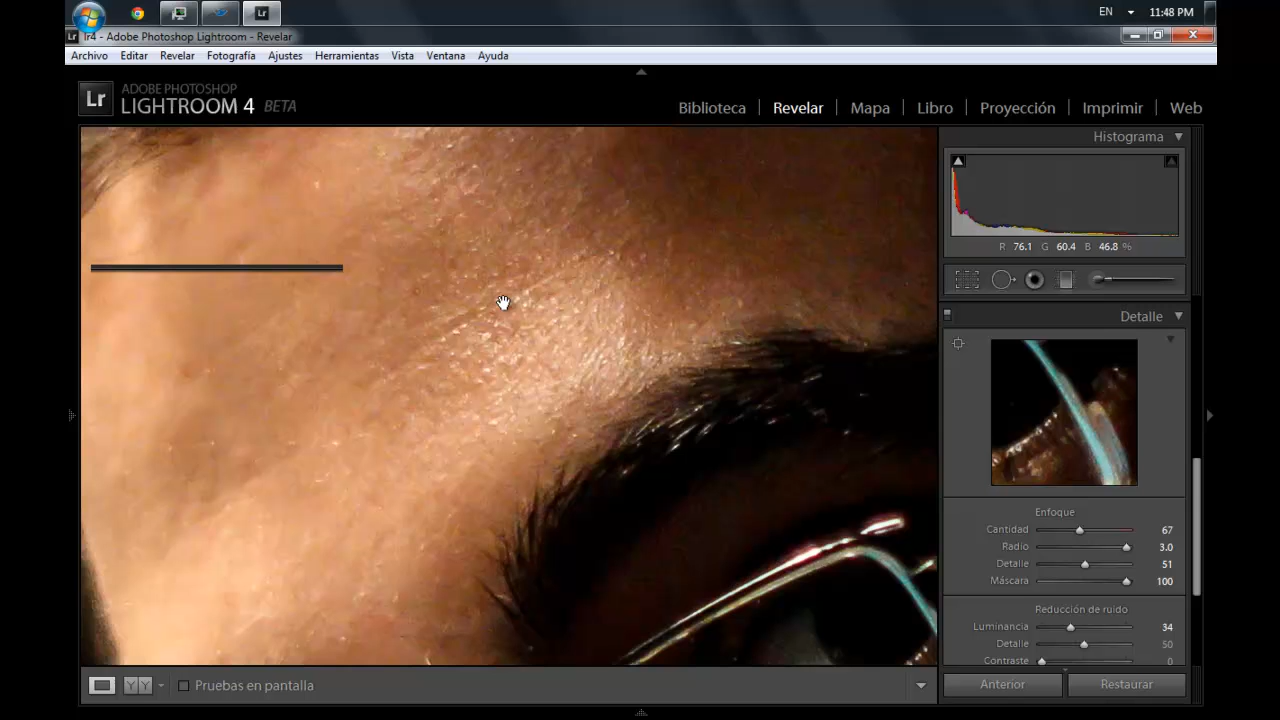 EN 11:48 PM
Lr
Lr lr4 - Adobe Photoshop Lightroom - Revelar
Archivo Editar Revelar Fotografía Ajustes Herramientas Vista Ventana Ayuda
Lr ADOBE PHOTOSHOP
LIGHTROOM 4 BETA
Biblioteca | Revelar | Mapa | Libro | Proyección | Imprimir | Web
Histograma
R 76.1 G 60.4 B 46.8 %
Detalle
Enfoque
Cantidad 67
Radio 3.0
Detalle 51
Máscara 100
Reducción de ruido
Luminancia 34
Detalle 50
Contraste 0
YY Pruebas en pantalla
Anterior Restaurar